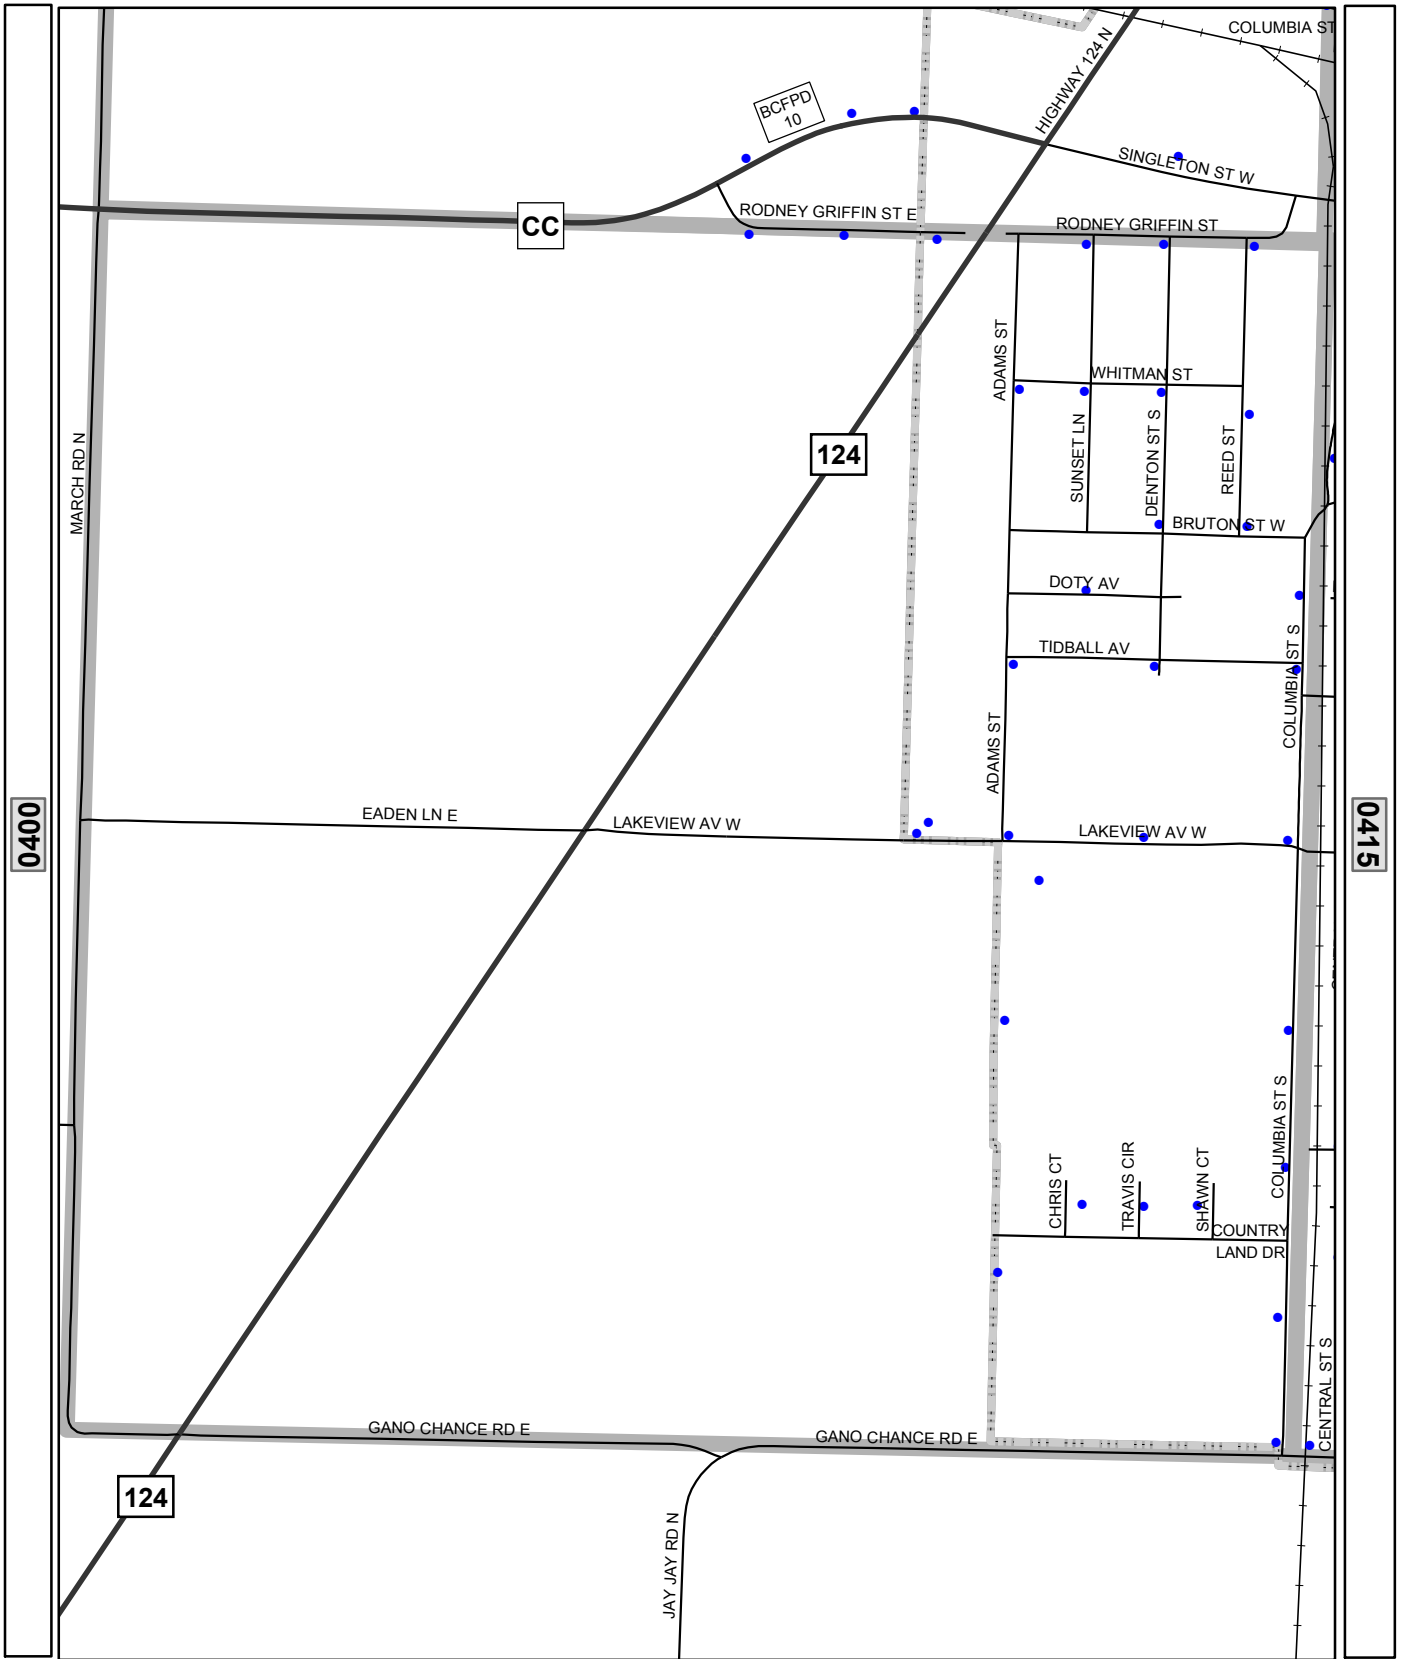 COLUMBIA ST
HIGHWAY 124 N
BCFPD
10
SINGLETON ST W
RODNEY GRIFFIN ST E
RODNEY GRIFFIN ST
CC
ADAMS ST
WHITMAN ST
MARCH RD N
124
SUNSET LN
DENTON ST S
REED ST
BRUTON ST W
DOTY AV
TIDBALL AV
COLUMBIA ST S
ADAMS ST
EADEN LN E
LAKEVIEW AV W
LAKEVIEW AV W
0400
0415
COLUMBIA ST S
CHRIS CT
TRAVIS CIR
SHAWN CT
COUNTRY
LAND DR
CENTRAL ST S
GANO CHANCE RD E
GANO CHANCE RD E
124
JAY JAY RD N